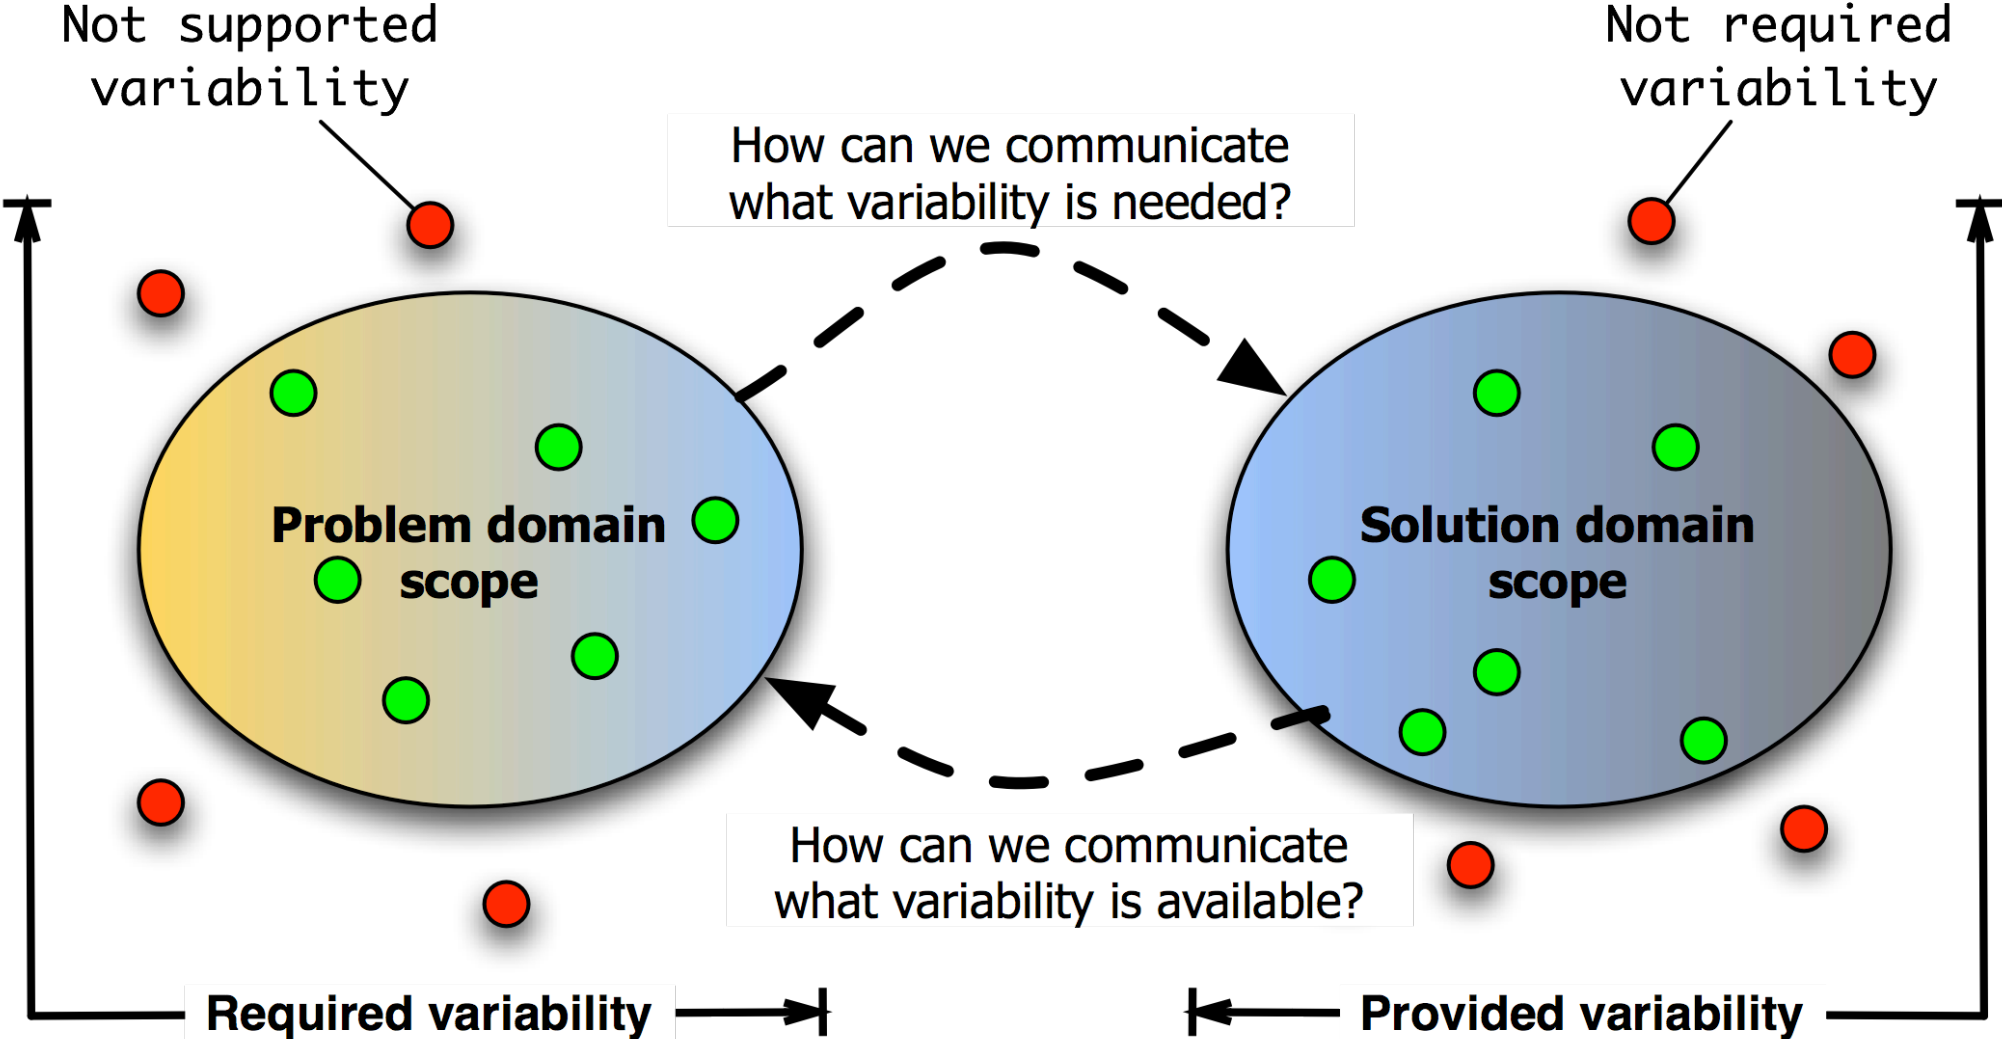 Not supported
variability
Not required
variability
How can we communicate
what variability is needed?
Problem domain
scope
Solution domain
scope
How can we communicate
what variability is available?
Required variability
Provided variability